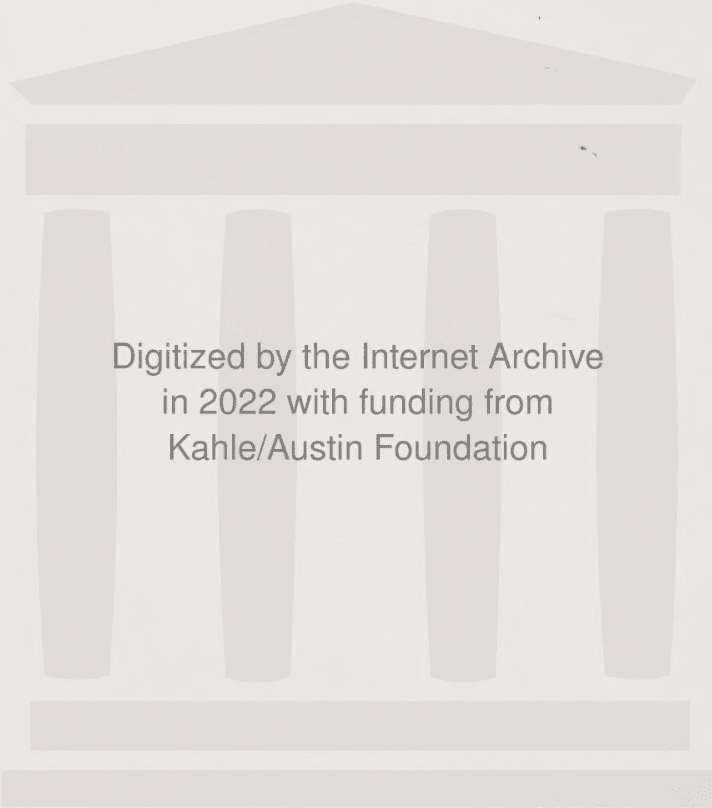 Digitized by the Internet Archive
in 2022 with funding from
Kahle/Austin Foundation